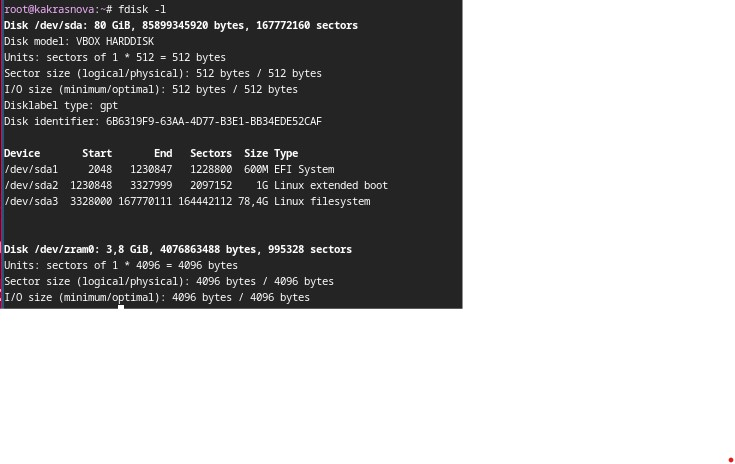 root@kakrasnova:~# fdisk -l
Disk /dev/sda: 80 GiB, 85899345920 bytes, 167772160 sectors
Disk model: VBOX HARDDISK
Units: sectors of 1 * 512 = 512 bytes
Sector size (logical/physical): 512 bytes / 512 bytes
I/O size (minimum/optimal): 512 bytes / 512 bytes
Disklabel type: gpt
Disk identifier: 6B6319F9-63AA-4D77-B3E1-BB34EDE52CAF
Device Start End Sectors Size Type
/dev/sda1 2048 1230847 1228800 600M EFI System
/dev/sda2 1230848 3327999 2097152 1G Linux extended boot
/dev/sda3 3328000 167770111 164442112 78,4G Linux filesystem
Disk /dev/zram0: 3,8 GiB, 4076863488 bytes, 995328 sectors
Units: sectors of 1 * 4096 = 4096 bytes
Sector size (logical/physical): 4096 bytes / 4096 bytes
I/O size (minimum/optimal): 4096 bytes / 4096 bytes